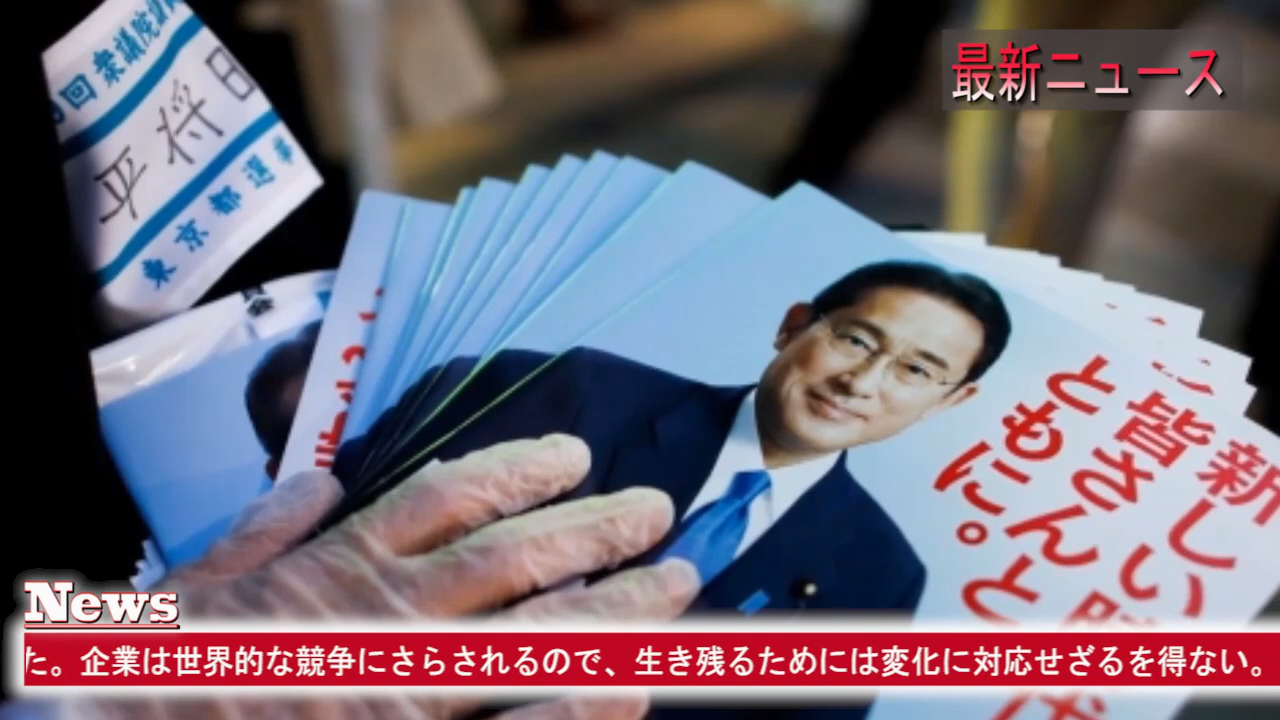 最新ニュース
回 衆議院
平 将
東京都選挙
新しい
皆さんと
ともに。
News
た。企業は世界的な競争にさらされるので、生き残るためには変化に対応せざるを得ない。